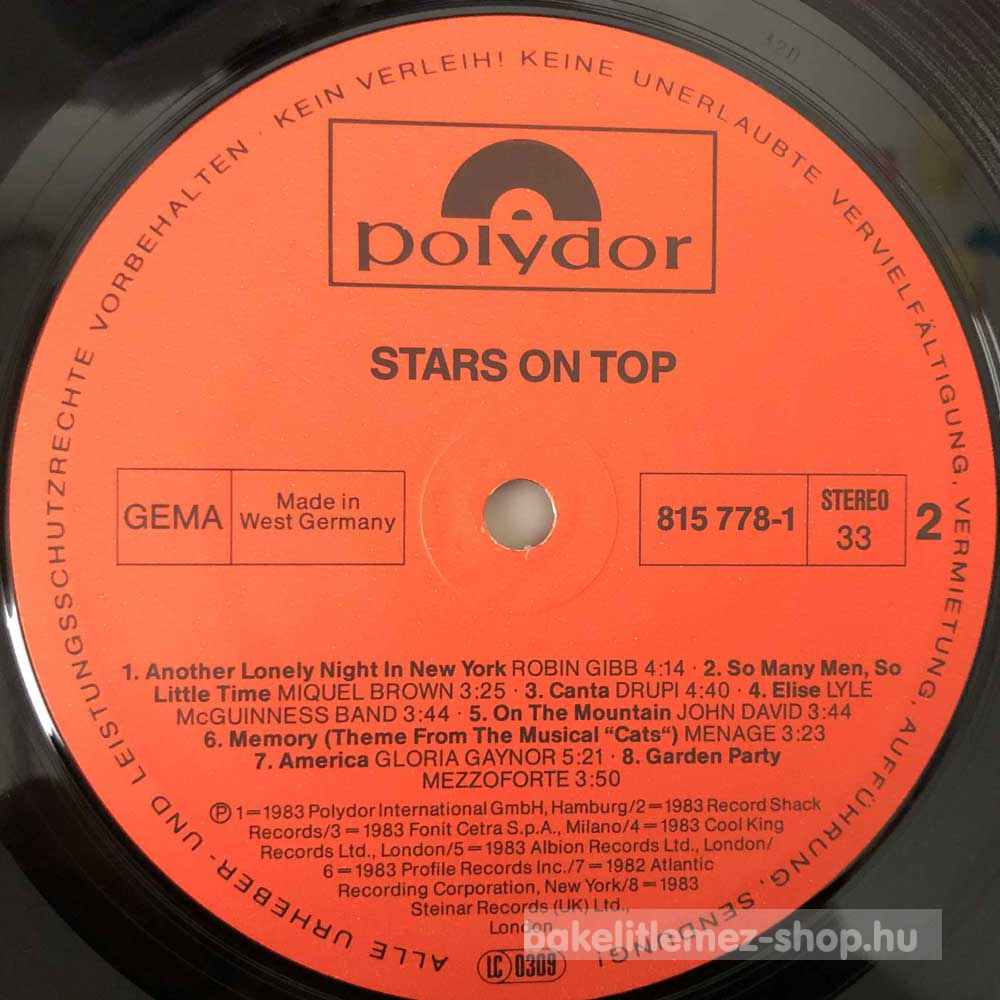 ALLE URHEBER- UND LEISTUNGSSCHUTZRECHTE VORBEHALTEN · KEIN VERLEIH! KEINE UNERLAUBTE VERVIELFÄLTIGUNG, VERMIETUNG, AUFFÜHRUNG, SENDUNG!
polydor
STARS ON TOP
GEMA
Made in
West Germany
815 778-1
STEREO
33
2
1. Another Lonely Night In New York ROBIN GIBB 4:14 · 2. So Many Men, So
Little Time MIQUEL BROWN 3:25 · 3. Canta DRUPI 4:40 · 4. Elise LYLE
McGUINNESS BAND 3:44 · 5. On The Mountain JOHN DAVID 3:44
6. Memory (Theme From The Musical “Cats“) MENAGE 3:23
7. America GLORIA GAYNOR 5:21 · 8. Garden Party
MEZZOFORTE 3:50
Ⓟ 1=1983 Polydor International GmbH, Hamburg/2=1983 Record Shack
Records/3=1983 Fonit Cetra S.p.A., Milano/4=1983 Cool King
Records Ltd., London/5=1983 Albion Records Ltd., London/
6=1983 Profile Records Inc./7=1982 Atlantic
Recording Corporation, New York/8=1983
Steinar Records (UK) Ltd.,
London
LC 0309
bakelitlemez-shop.hu